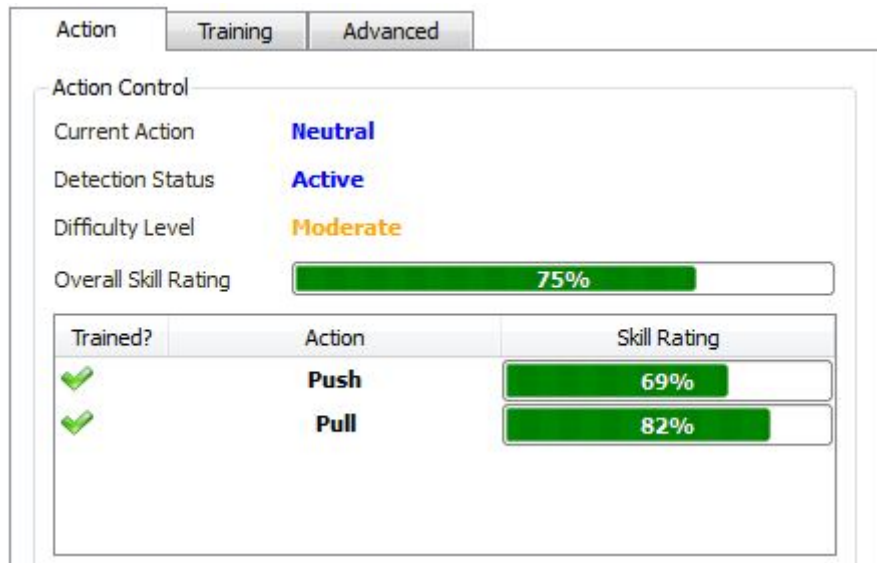 Action Training Advanced
Action Control
Current Action Neutral
Detection Status Active
Difficulty Level Moderate
Overall Skill Rating 75%
Trained? Action Skill Rating
Push 69%
Pull 82%